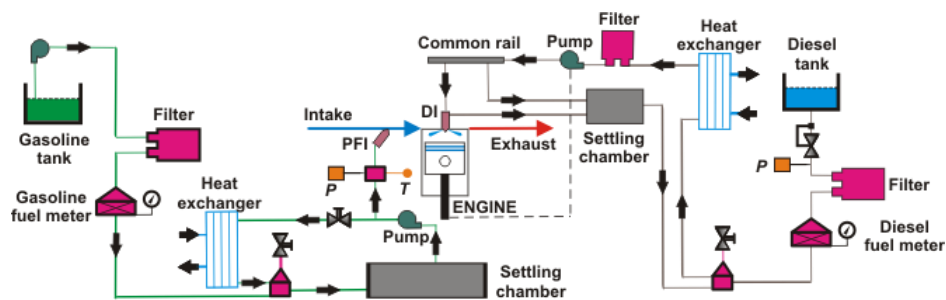 Filter
Pump
Heat
exchanger
Diesel
tank
Common rail
Gasoline
tank
Filter
Intake
PFI
DI
Exhaust
Settling
chamber
P
Filter
Gasoline
fuel meter
Heat
exchanger
P
T
ENGINE
Pump
Diesel
fuel meter
Settling
chamber